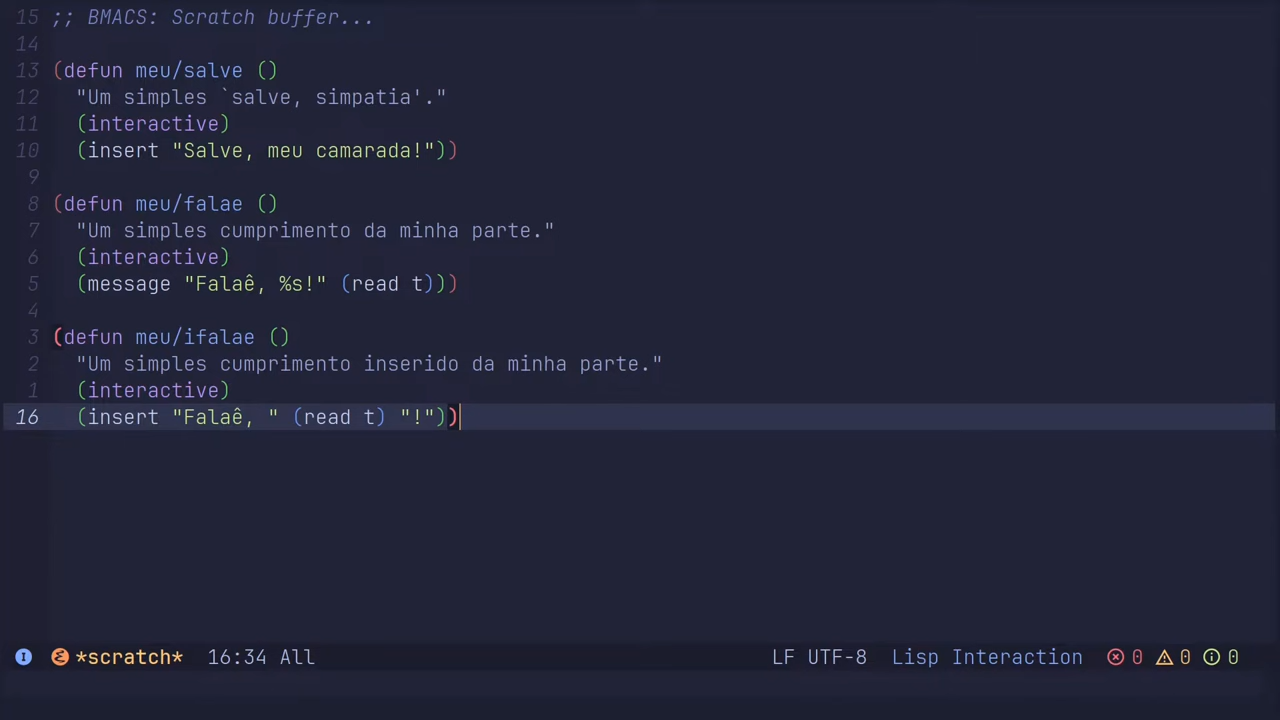 15 ;; BMACS: Scratch buffer...
14
13 (defun meu/salve ()
12   "Um simples `salve, simpatia'."
11   (interactive)
10   (insert "Salve, meu camarada!"))
9
8 (defun meu/falae ()
7   "Um simples cumprimento da minha parte."
6   (interactive)
5   (message "Falaê, %s!" (read t)))
4
3 (defun meu/ifalae ()
2   "Um simples cumprimento inserido da minha parte."
1   (interactive)
16   (insert "Falaê, " (read t) "!"))
I *scratch* 16:34 All LF UTF-8 Lisp Interaction 0 0 0